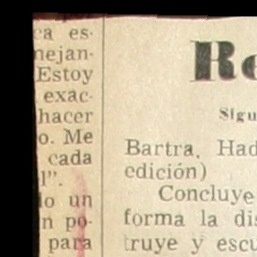 ca es-
nejan-
Estoy
exac-
hacer
o. Me
cada
l”.
lo un
n po-
para
Re
Sigu
Bartra, Had
edición)
Concluye
forma la dis
truye y escu